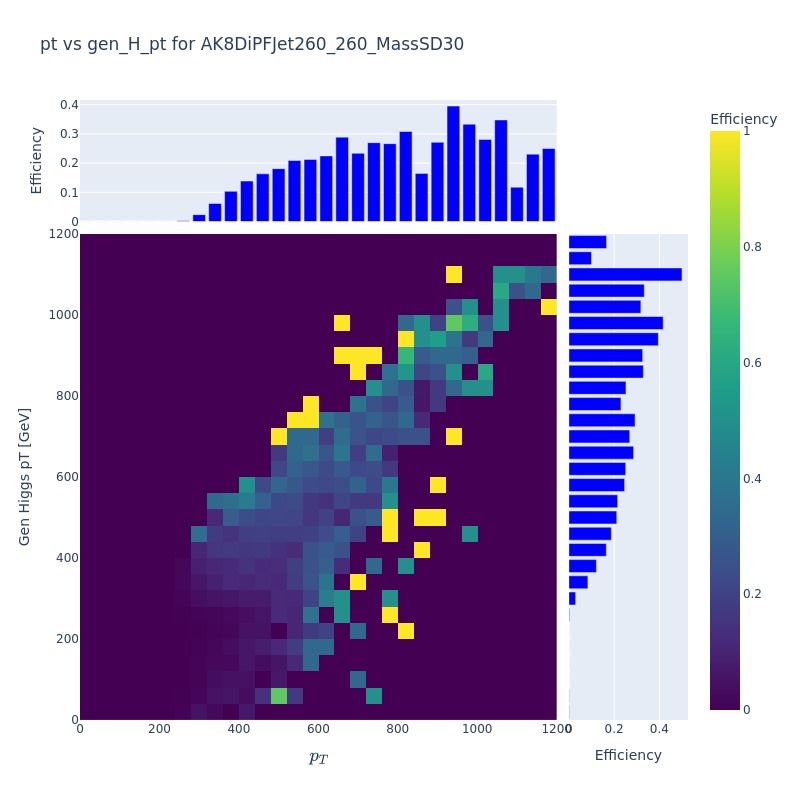 pt vs gen_H_pt for AK8DiPFJet260_260_MassSD30
Efficiency
0.4
0.3
0.2
0.1
0
Efficiency
1
0.8
0.6
0.4
0.2
0
Gen Higgs pT [GeV]
1200
1000
800
600
400
200
0
0 200 400 600 800 1000 1200
p_T
0 0.2 0.4
Efficiency